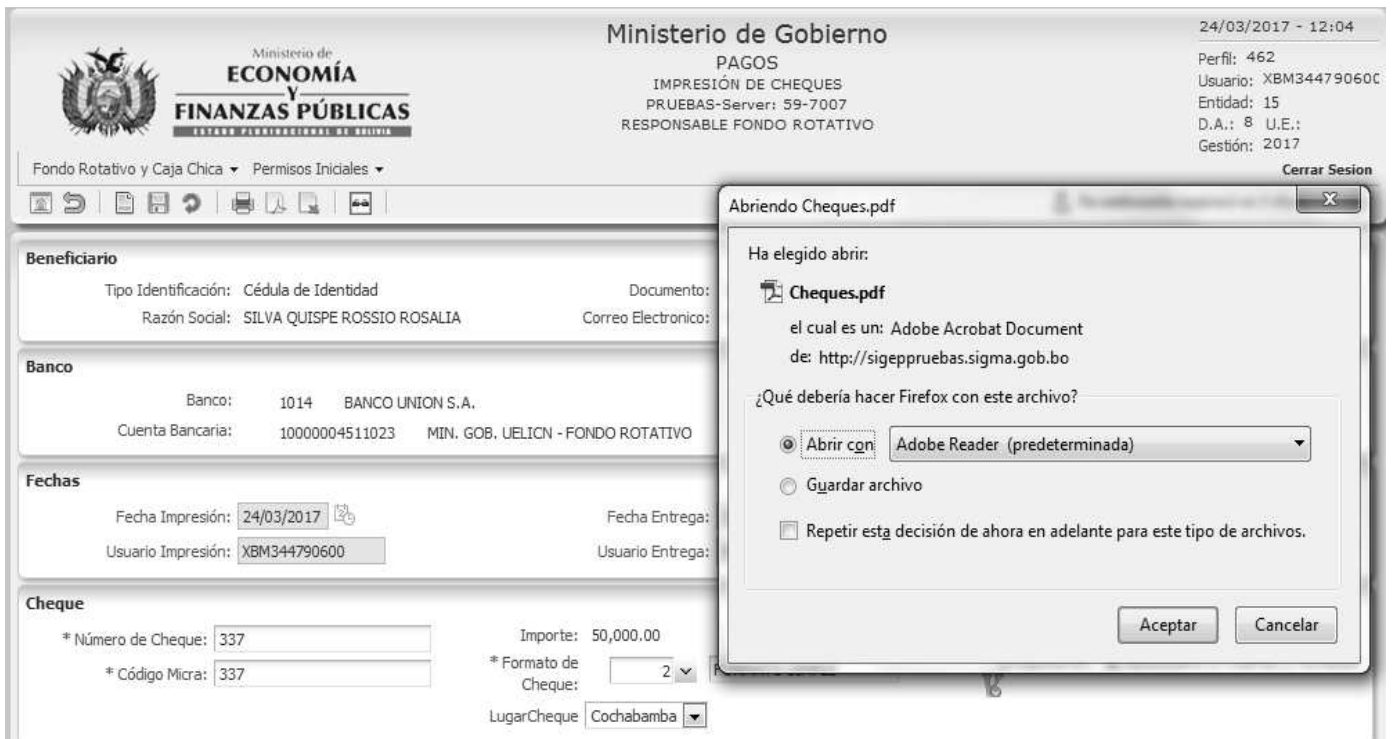 Ministerio de
ECONOMÍA
Y
FINANZAS PÚBLICAS
ESTADO PLURINACIONAL DE BOLIVIA
Ministerio de Gobierno
PAGOS
IMPRESIÓN DE CHEQUES
PRUEBAS-Server: 59-7007
RESPONSABLE FONDO ROTATIVO
24/03/2017 - 12:04
Perfil: 462
Usuario: XBM344790600
Entidad: 15
D.A.: 8 U.E.:
Gestión: 2017
Cerrar Sesion
Fondo Rotativo y Caja Chica Permisos Iniciales
Beneficiario
Tipo Identificación: Cédula de Identidad Documento:
Razón Social: SILVA QUISPE ROSSIO ROSALIA Correo Electronico:
Banco
Banco: 1014 BANCO UNION S.A.
Cuenta Bancaria: 10000004511023 MIN. GOB. UELICN - FONDO ROTATIVO
Fechas
Fecha Impresión: 24/03/2017 Fecha Entrega:
Usuario Impresión: XBM344790600 Usuario Entrega:
Cheque
* Número de Cheque: 337 Importe: 50,000.00
* Código Micra: 337 * Formato de Cheque: 2
LugarCheque Cochabamba
Abriendo Cheques.pdf
Ha elegido abrir:
Cheques.pdf
el cual es un: Adobe Acrobat Document
de: http://sigeppruebas.sigma.gob.bo
¿Qué debería hacer Firefox con este archivo?
Abrir con Adobe Reader (predeterminada)
Guardar archivo
Repetir esta decisión de ahora en adelante para este tipo de archivos.
Aceptar Cancelar